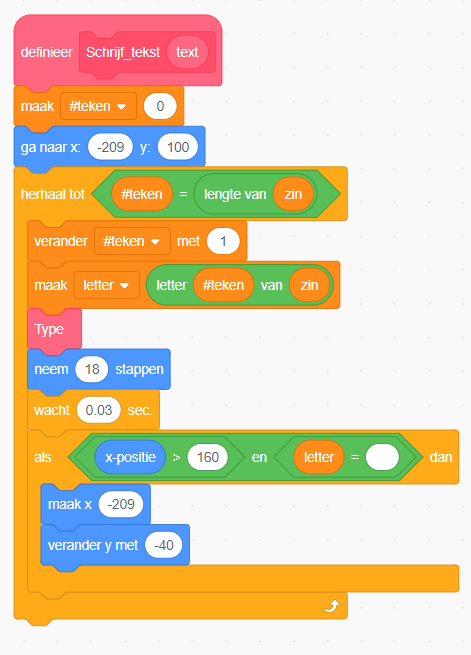 definieer Schrijf_tekst text
maak #teken 0
ga naar x: -209 y: 100
herhaal tot #teken = lengte van zin
verander #teken met 1
maak letter letter #teken van zin
Type
neem 18 stappen
wacht 0.03 sec.
als x-positie > 160 en letter = dan
maak x -209
verander y met -40